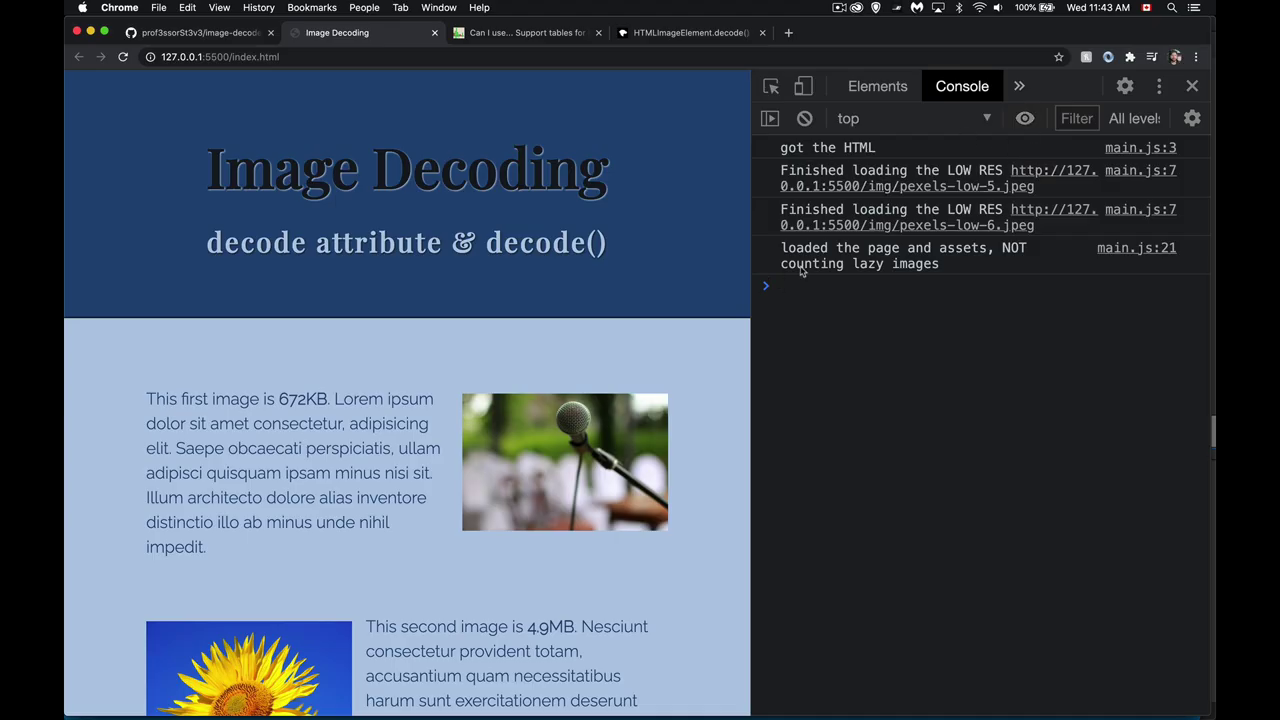 Chrome File Edit View History Bookmarks People Tab Window Help 100% Wed 11:43 AM
prof3ssorSt3v3/image-decode Image Decoding Can I use... Support tables for HTMLImageElement.decode()
127.0.0.1:5500/index.html
Elements Console
top Filter All levels
Image Decoding
decode attribute & decode()
This first image is 672KB. Lorem ipsum
dolor sit amet consectetur, adipisicing
elit. Saepe obcaecati perspiciatis, ullam
adipisci quisquam ipsam minus nisi sit.
Illum architecto dolore alias inventore
distinctio illo ab minus unde nihil
impedit.
This second image is 4.9MB. Nesciunt
consectetur provident totam,
accusantium quam necessitatibus
harum sunt exercitationem deserunt
got the HTML main.js:3
Finished loading the LOW RES http://127. main.js:7
0.0.1:5500/img/pexels-low-5.jpeg
Finished loading the LOW RES http://127. main.js:7
0.0.1:5500/img/pexels-low-6.jpeg
loaded the page and assets, NOT main.js:21
counting lazy images